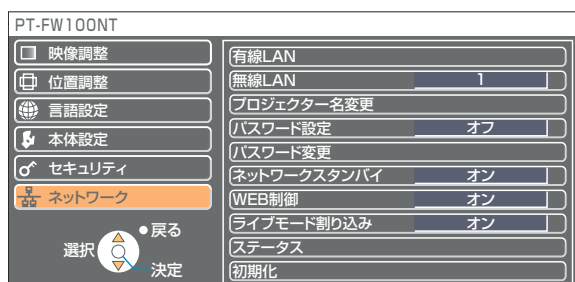 PT-FW100NT
映像調整
位置調整
言語設定
本体設定
セキュリティ
ネットワーク
戻る
選択
決定
有線LAN
無線LAN 1
プロジェクター名変更
パスワード設定 オフ
パスワード変更
ネットワークスタンバイ オン
WEB制御 オン
ライブモード割り込み オン
ステータス
初期化